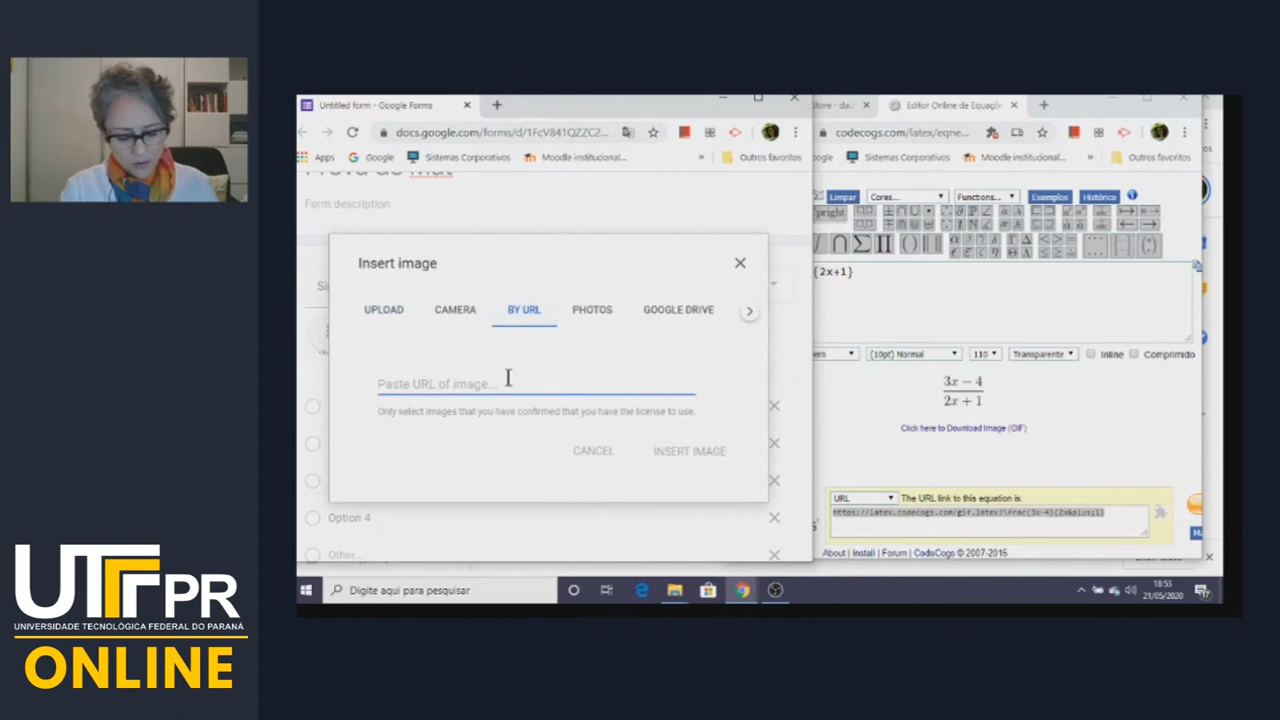 Untitled form - Google Forms
Editor Online de Equaçõe
docs.google.com/forms/d/1FcV841QZZC2...
codecogs.com/latex/eqne...
Apps Google Sistemas Corporativos Moodle institucional... » Outros favoritos
Sistemas Corporativos Moodle institucional... » Outros favoritos
Prova de Mat
Form description
Limpar Cores... Functions... Exemplos Histórico
Insert image
UPLOAD CAMERA BY URL PHOTOS GOOGLE DRIVE
{2x+1}
(10pt) Normal 110 Transparente Inline Comprimido
Paste URL of image...
Only select images that you have confirmed that you have the license to use.
CANCEL INSERT IMAGE
3x − 4
2x + 1
Click here to Download Image (GIF)
URL The URL link to this equation is:
https://latex.codecogs.com/gif.latex?\frac{3x-4}{2x&plus;1}
About | Install | Forum | CodeCogs © 2007-2015
Option 4
Other...
Digite aqui para pesquisar
18:53
21/05/2020
UTFPR
UNIVERSIDADE TECNOLÓGICA FEDERAL DO PARANÁ
ONLINE